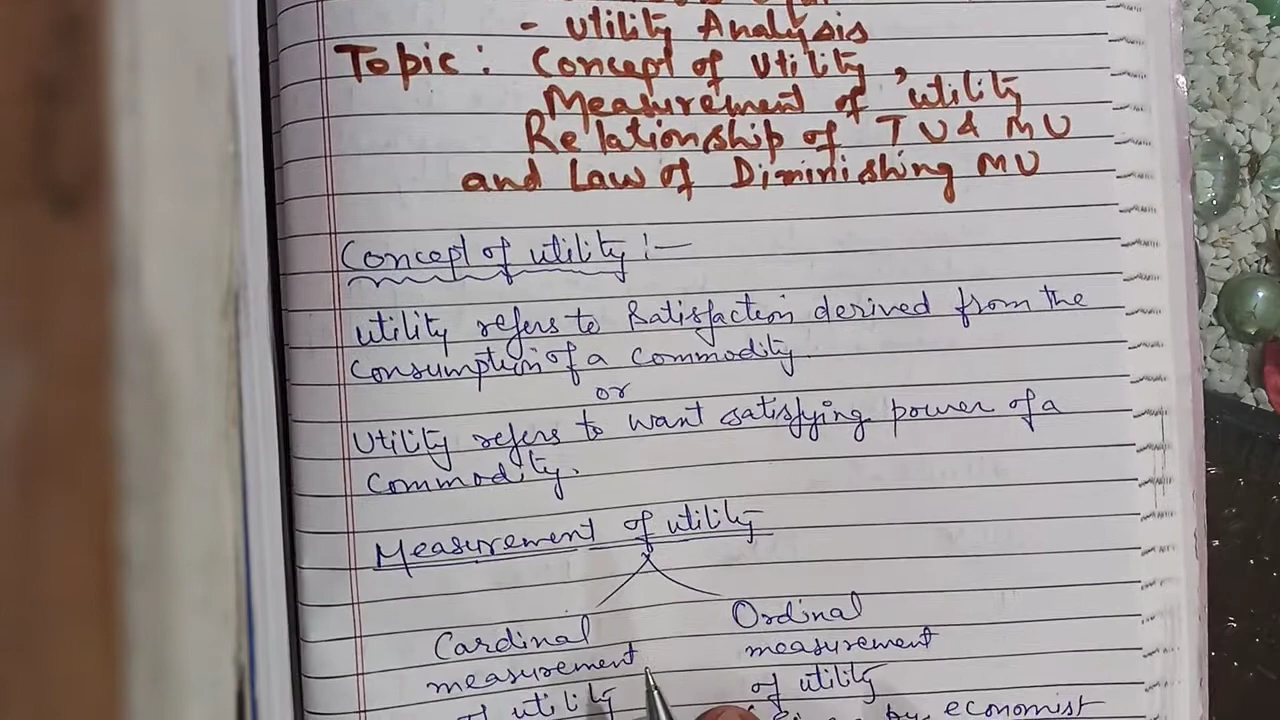 - Utility Analysis
Topic: Concept of Utility,
Measurement of utility
Relationship of TU & MU
and Law of Diminishing MU
Concept of utility :-
Utility refers to Satisfaction derived from the
Consumption of a commodity.
or
Utility refers to want satisfying power of a
Commodity.
Measurement of utility
Cardinal
measurement
of utility
Ordinal
measurement
of utility
by economist